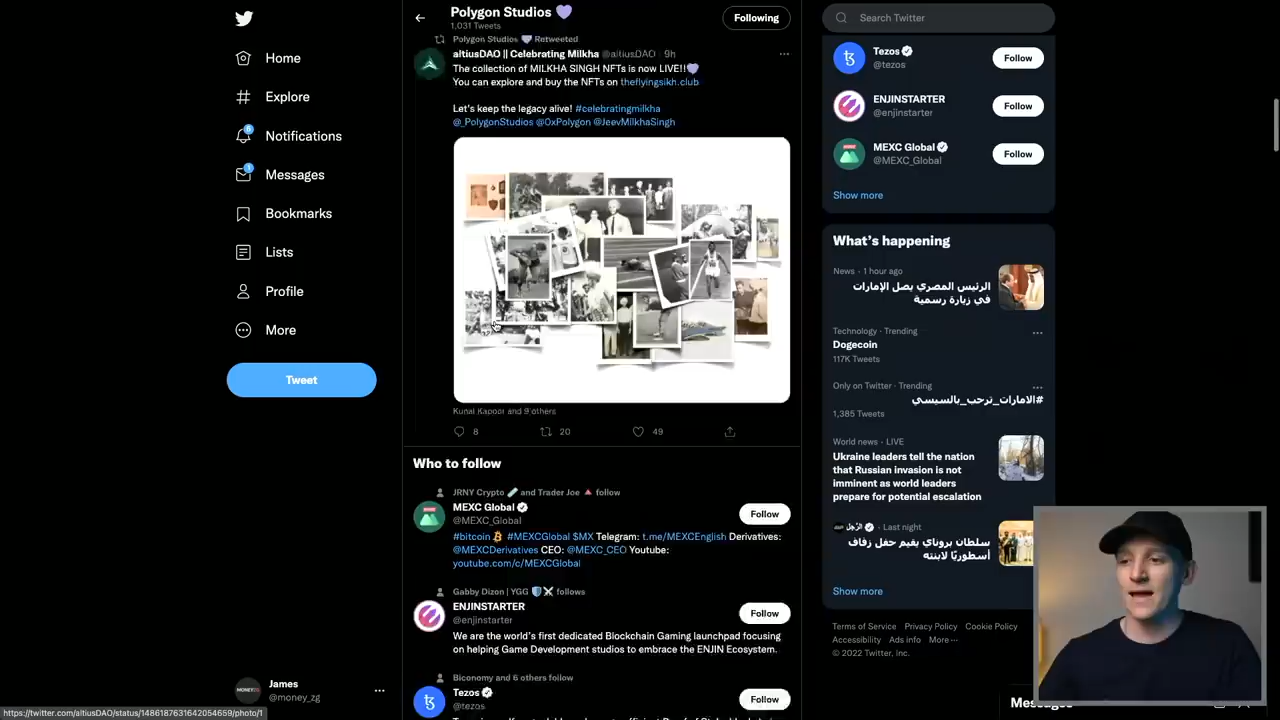 Polygon Studios 💜
1,031 Tweets
Following
Home
Explore
Notifications
6
Messages
1
Bookmarks
Lists
Profile
More
Tweet
James
@money_zg
https://twitter.com/altiusDAO/status/1486187631642054659/photo/1
Polygon Studios 💜 Retweeted
altiusDAO || Celebrating Milkha @altiusDAO · 9h
The collection of MILKHA SINGH NFTs is now LIVE!!💜
You can explore and buy the NFTs on theflyingsikh.club
Let's keep the legacy alive! #celebratingmilkha
@_PolygonStudios @0xPolygon @JeevMilkhaSingh
Kunal Kapoor and 9 others
8
20
49
Who to follow
JRNY Crypto and Trader Joe 🔺 follow
MEXC Global
@MEXC_Global
Follow
#bitcoin #MEXCGlobal $MX Telegram: t.me/MEXCEnglish Derivatives:
@MEXCDerivatives CEO: @MEXC_CEO Youtube:
youtube.com/c/MEXCGlobal
Gabby Dizon | YGG 🛡️⚔️ follows
ENJINSTARTER
@enjinstarter
Follow
We are the world's first dedicated Blockchain Gaming launchpad focusing
on helping Game Development studios to embrace the ENJIN Ecosystem.
Biconomy and 6 others follow
Tezos
@tezos
Follow
Search Twitter
Tezos
@tezos
Follow
ENJINSTARTER
@enjinstarter
Follow
MEXC Global
@MEXC_Global
Follow
Show more
What's happening
News · 1 hour ago
الرئيس المصري يصل الإمارات
في زيارة رسمية
Technology · Trending
Dogecoin
117K Tweets
Only on Twitter · Trending
#الامارات_ترحب_بالسيسي
1,385 Tweets
World news · LIVE
Ukraine leaders tell the nation
that Russian invasion is not
imminent as world leaders
prepare for potential escalation
الرجل · Last night
سلطان بروناي يقيم حفل زفاف
أسطوريًا لابنته
Show more
Terms of Service Privacy Policy Cookie Policy
Accessibility Ads info More ···
© 2022 Twitter, Inc.
Messages